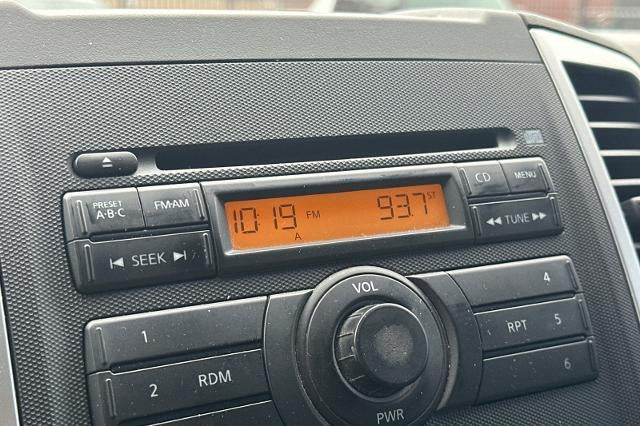 PRESET
A·B·C
FM·AM
CD
MENU
10:19 FM 93.7 ST
A
SEEK
TUNE
VOL
1
4
RPT 5
2 RDM
6
PWR